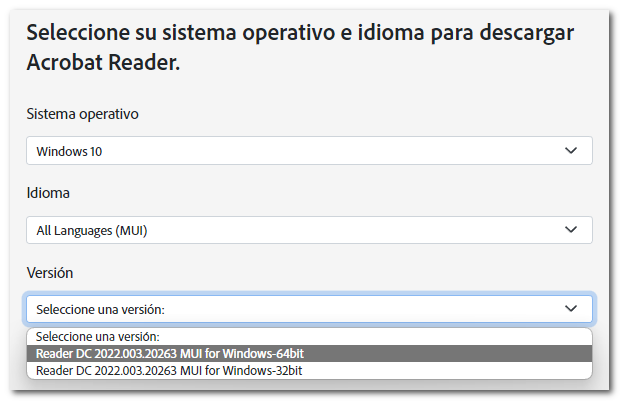 Seleccione su sistema operativo e idioma para descargar
Acrobat Reader.
Sistema operativo
Windows 10
Idioma
All Languages (MUI)
Versión
Seleccione una versión:
Seleccione una versión:
Reader DC 2022.003.20263 MUI for Windows-64bit
Reader DC 2022.003.20263 MUI for Windows-32bit